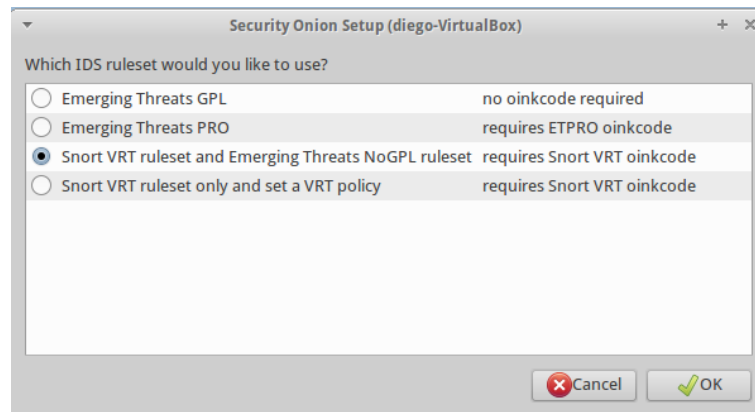 Security Onion Setup (diego-VirtualBox)
Which IDS ruleset would you like to use?
Emerging Threats GPL no oinkcode required
Emerging Threats PRO requires ETPRO oinkcode
Snort VRT ruleset and Emerging Threats NoGPL ruleset requires Snort VRT oinkcode
Snort VRT ruleset only and set a VRT policy requires Snort VRT oinkcode
Cancel OK